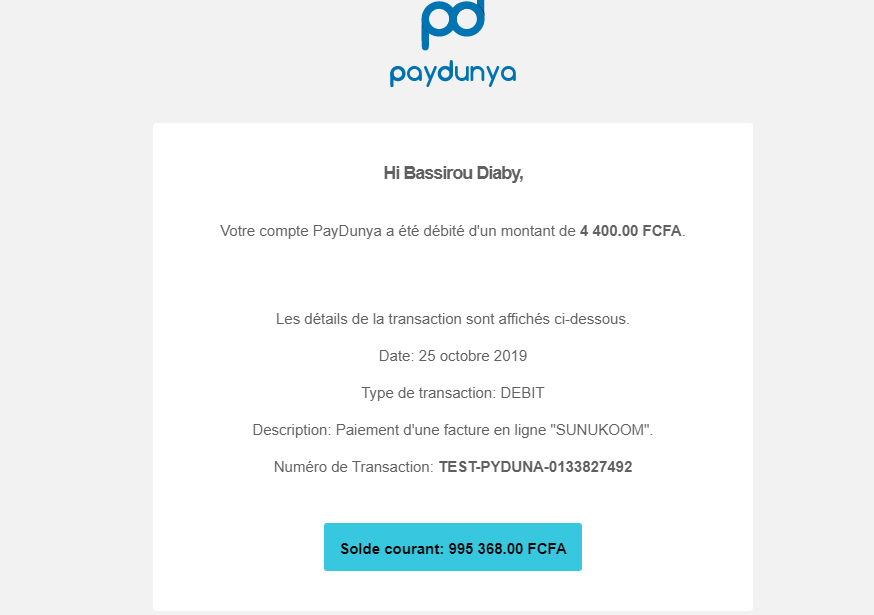 pd
paydunya
Hi Bassirou Diaby,
Votre compte PayDunya a été débité d'un montant de 4 400.00 FCFA.
Les détails de la transaction sont affichés ci-dessous.
Date: 25 octobre 2019
Type de transaction: DEBIT
Description: Paiement d'une facture en ligne "SUNUKOOM".
Numéro de Transaction: TEST-PYDUNA-0133827492
Solde courant: 995 368.00 FCFA